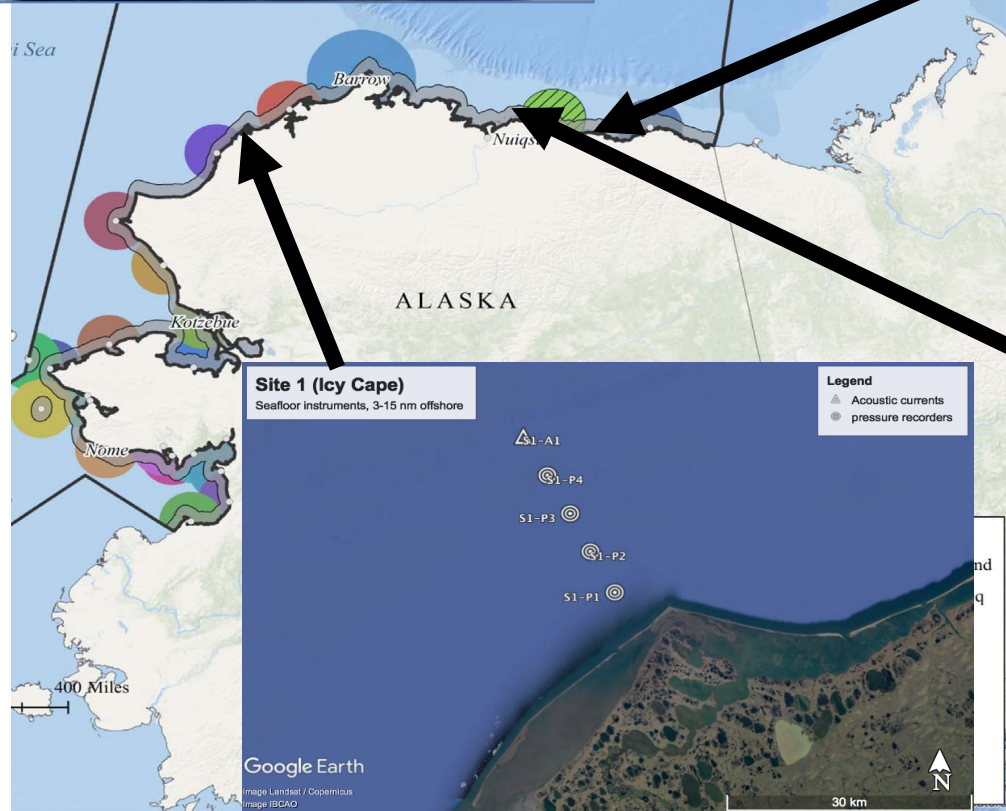 i Sea
Barrow
Nuiqs
ALASKA
Kotzebue
Nome
400 Miles
Site 1 (Icy Cape)
Seafloor instruments, 3-15 nm offshore
Legend
Acoustic currents
pressure recorders
S1-A1
S1-P4
S1-P3
S1-P2
S1-P1
nd
q
Google Earth
Image Landsat / Copernicus
Image IBCAO
N
30 km